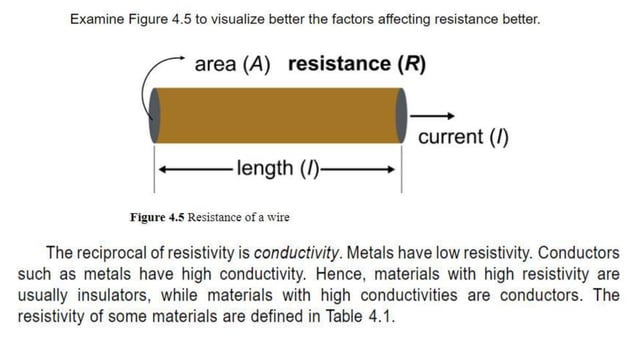 Examine Figure 4.5 to visualize better the factors affecting resistance better.
area (A) resistance (R)
current (I)
length (l)
Figure 4.5 Resistance of a wire
The reciprocal of resistivity is conductivity. Metals have low resistivity. Conductors
such as metals have high conductivity. Hence, materials with high resistivity are
usually insulators, while materials with high conductivities are conductors. The
resistivity of some materials are defined in Table 4.1.